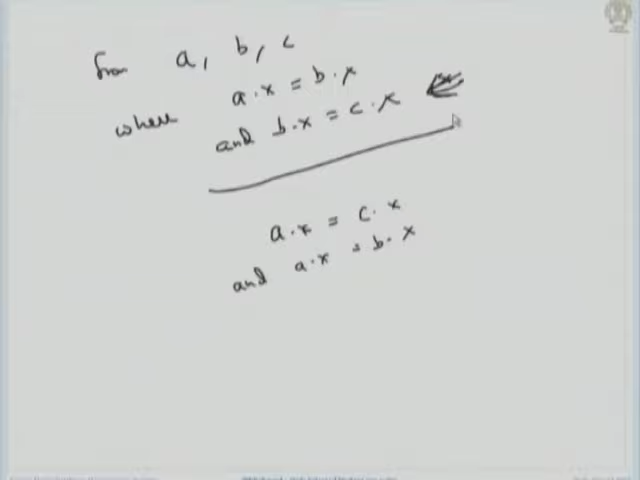 from a, b, c
where a.x = b.x
and b.x = c.x
a.x = c.x
and a.x = b.x